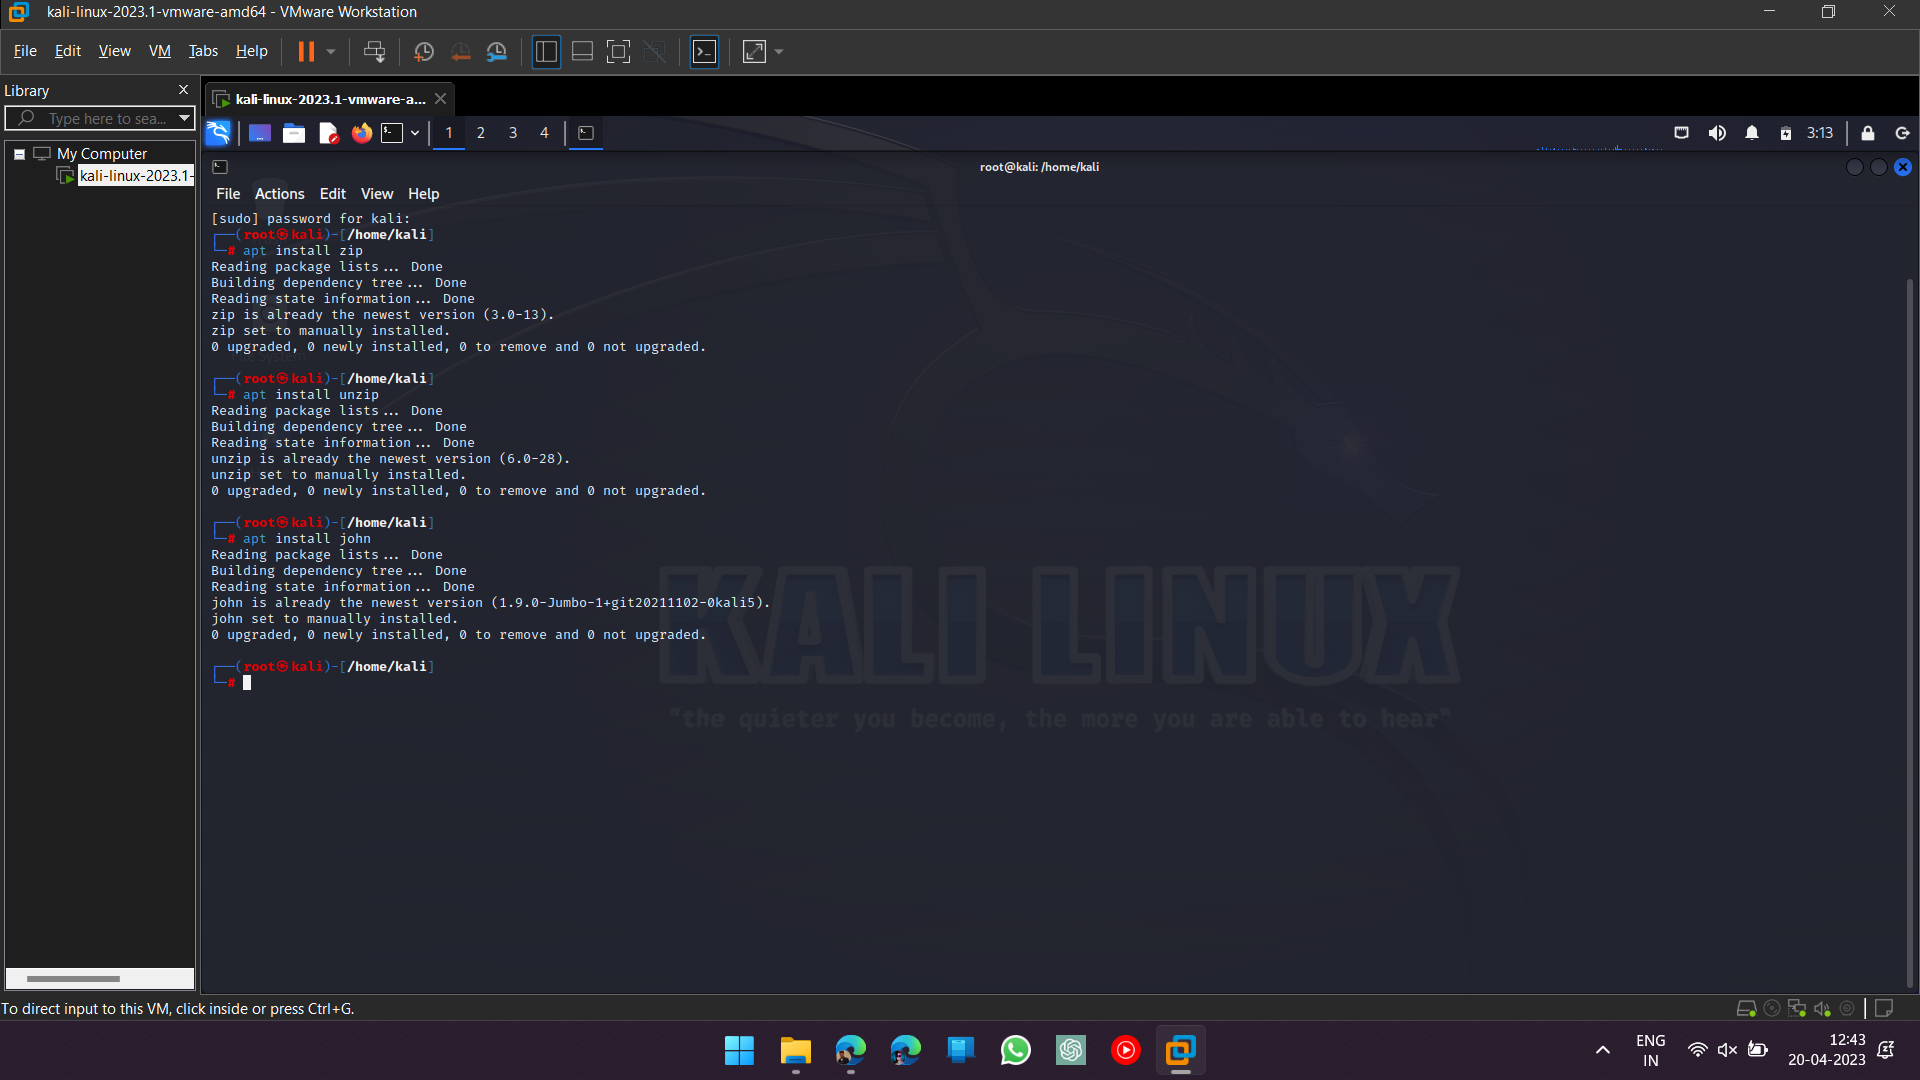 kali-linux-2023.1-vmware-amd64 - VMware Workstation
File Edit View VM Tabs Help
Library
kali-linux-2023.1-vmware-a...
Type here to sea...
1 2 3 4
3:13
My Computer
kali-linux-2023.1-
root@kali: /home/kali
File Actions Edit View Help
[sudo] password for kali:
┌──(root㉿kali)-[/home/kali]
└─# apt install zip
Reading package lists... Done
Building dependency tree... Done
Reading state information... Done
zip is already the newest version (3.0-13).
zip set to manually installed.
0 upgraded, 0 newly installed, 0 to remove and 0 not upgraded.
┌──(root㉿kali)-[/home/kali]
└─# apt install unzip
Reading package lists... Done
Building dependency tree... Done
Reading state information... Done
unzip is already the newest version (6.0-28).
unzip set to manually installed.
0 upgraded, 0 newly installed, 0 to remove and 0 not upgraded.
┌──(root㉿kali)-[/home/kali]
└─# apt install john
Reading package lists... Done
Building dependency tree... Done
Reading state information... Done
john is already the newest version (1.9.0-Jumbo-1+git20211102-0kali5).
john set to manually installed.
0 upgraded, 0 newly installed, 0 to remove and 0 not upgraded.
┌──(root㉿kali)-[/home/kali]
└─#
KALI LINUX
"the quieter you become, the more you are able to hear"
To direct input to this VM, click inside or press Ctrl+G.
ENG
IN
12:43
20-04-2023